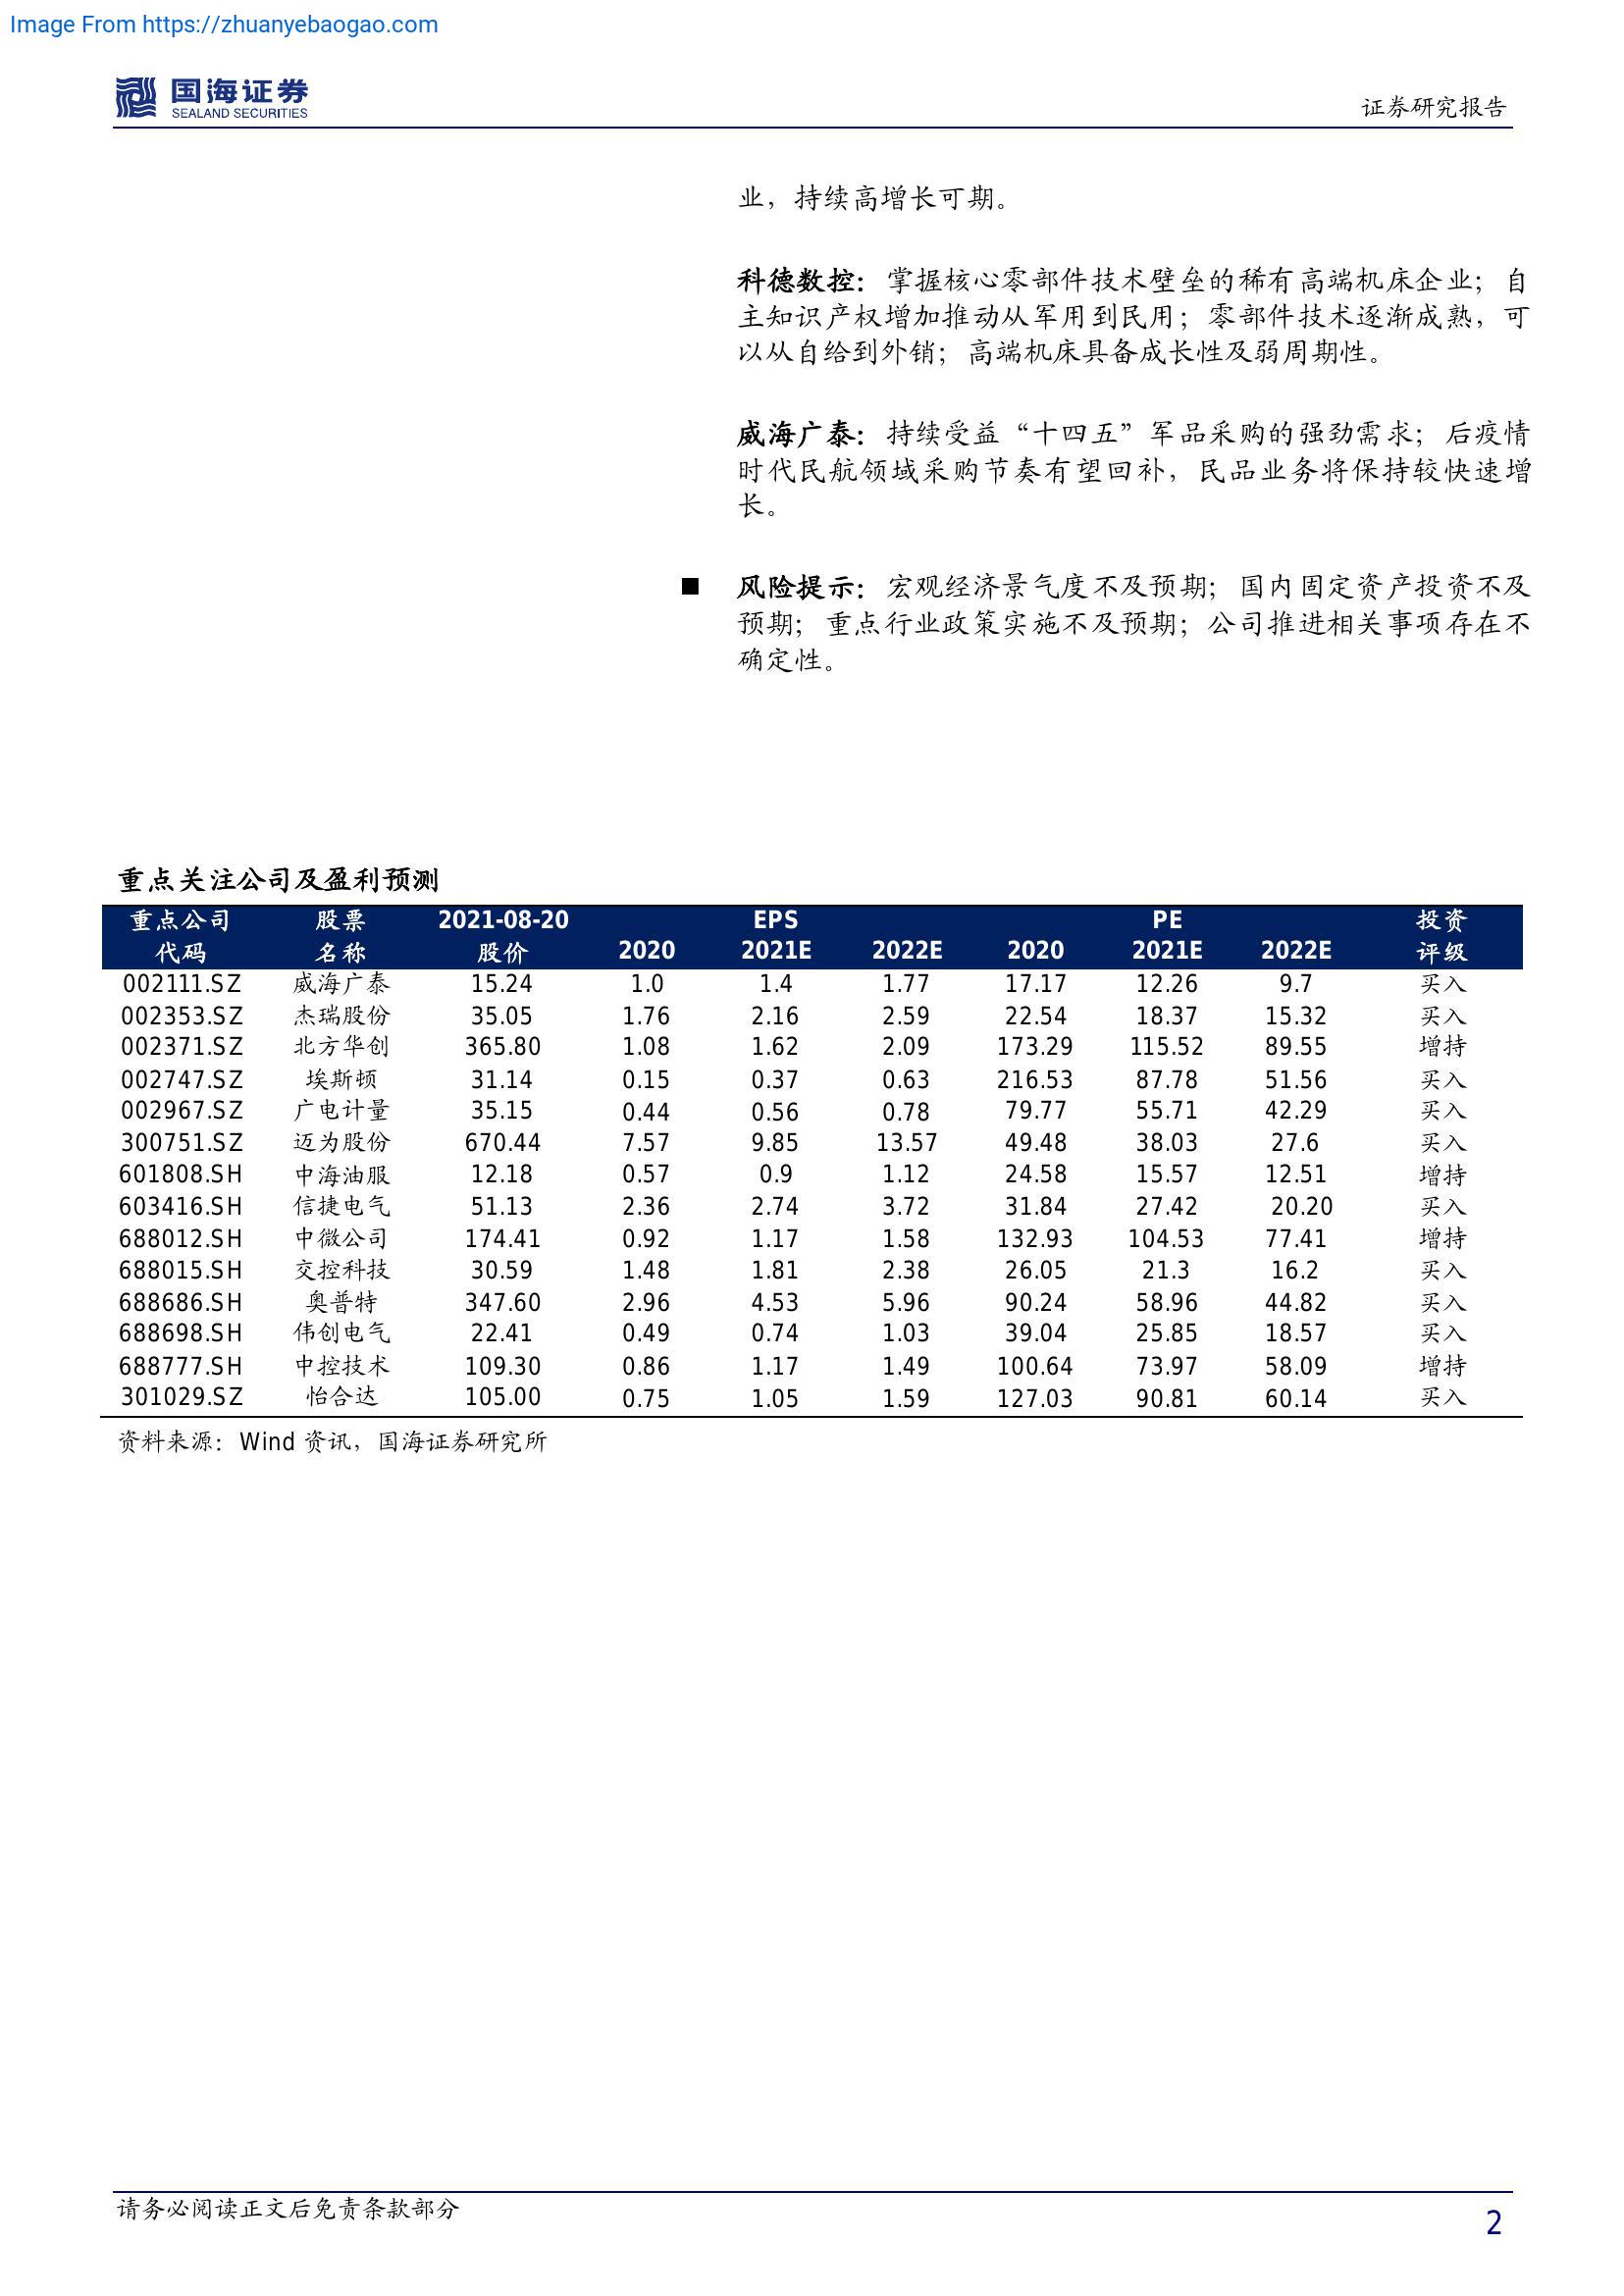 Image From https://zhuanyebaogao.com
国海证券
SEALAND SECURITIES
证券研究报告
业，持续高增长可期。
科德数控：掌握核心零部件技术壁垒的稀有高端机床企业；自
主知识产权增加推动从军用到民用；零部件技术逐渐成熟，可
以从自给到外销；高端机床具备成长性及弱周期性。
威海广泰：持续受益“十四五”军品采购的强劲需求；后疫情
时代民航领域采购节奏有望回补，民品业务将保持较快速增
长。
■ 风险提示：宏观经济景气度不及预期；国内固定资产投资不及
预期；重点行业政策实施不及预期；公司推进相关事项存在不
确定性。
重点关注公司及盈利预测
重点公司 股票 2021-08-20 EPS PE 投资
代码 名称 股价 2020 2021E 2022E 2020 2021E 2022E 评级
002111.SZ 威海广泰 15.24 1.0 1.4 1.77 17.17 12.26 9.7 买入
002353.SZ 杰瑞股份 35.05 1.76 2.16 2.59 22.54 18.37 15.32 买入
002371.SZ 北方华创 365.80 1.08 1.62 2.09 173.29 115.52 89.55 增持
002747.SZ 埃斯顿 31.14 0.15 0.37 0.63 216.53 87.78 51.56 买入
002967.SZ 广电计量 35.15 0.44 0.56 0.78 79.77 55.71 42.29 买入
300751.SZ 迈为股份 670.44 7.57 9.85 13.57 49.48 38.03 27.6 买入
601808.SH 中海油服 12.18 0.57 0.9 1.12 24.58 15.57 12.51 增持
603416.SH 信捷电气 51.13 2.36 2.74 3.72 31.84 27.42 20.20 买入
688012.SH 中微公司 174.41 0.92 1.17 1.58 132.93 104.53 77.41 增持
688015.SH 交控科技 30.59 1.48 1.81 2.38 26.05 21.3 16.2 买入
688686.SH 奥普特 347.60 2.96 4.53 5.96 90.24 58.96 44.82 买入
688698.SH 伟创电气 22.41 0.49 0.74 1.03 39.04 25.85 18.57 买入
688777.SH 中控技术 109.30 0.86 1.17 1.49 100.64 73.97 58.09 增持
301029.SZ 怡合达 105.00 0.75 1.05 1.59 127.03 90.81 60.14 买入
资料来源：Wind 资讯，国海证券研究所
请务必阅读正文后免责条款部分
2